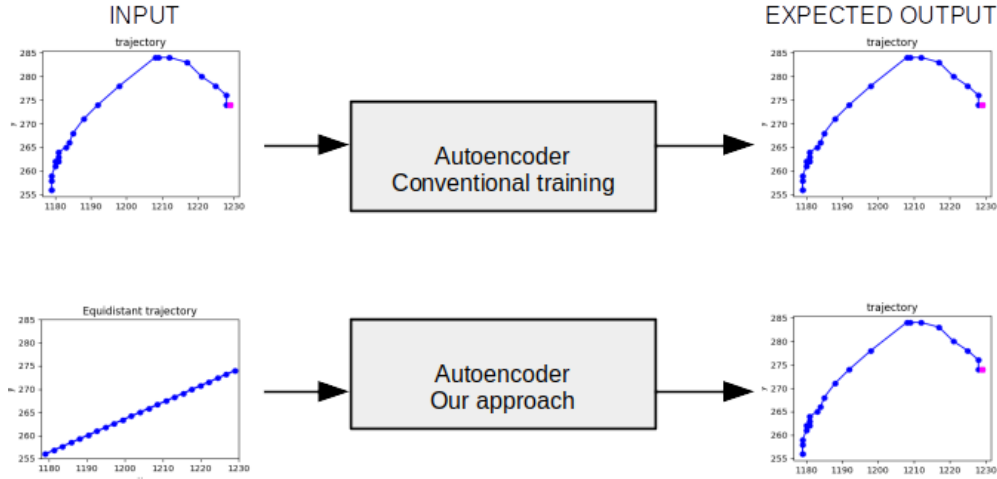 INPUT
EXPECTED OUTPUT
trajectory
285
280
275
270
265
260
255
y
1180 1190 1200 1210 1220 1230
Autoencoder
Conventional training
trajectory
285
280
275
270
265
260
255
y
1180 1190 1200 1210 1220 1230
Equidistant trajectory
285
280
275
270
265
260
255
y
1180 1190 1200 1210 1220 1230
Autoencoder
Our approach
trajectory
285
280
275
270
265
260
255
y
1180 1190 1200 1210 1220 1230